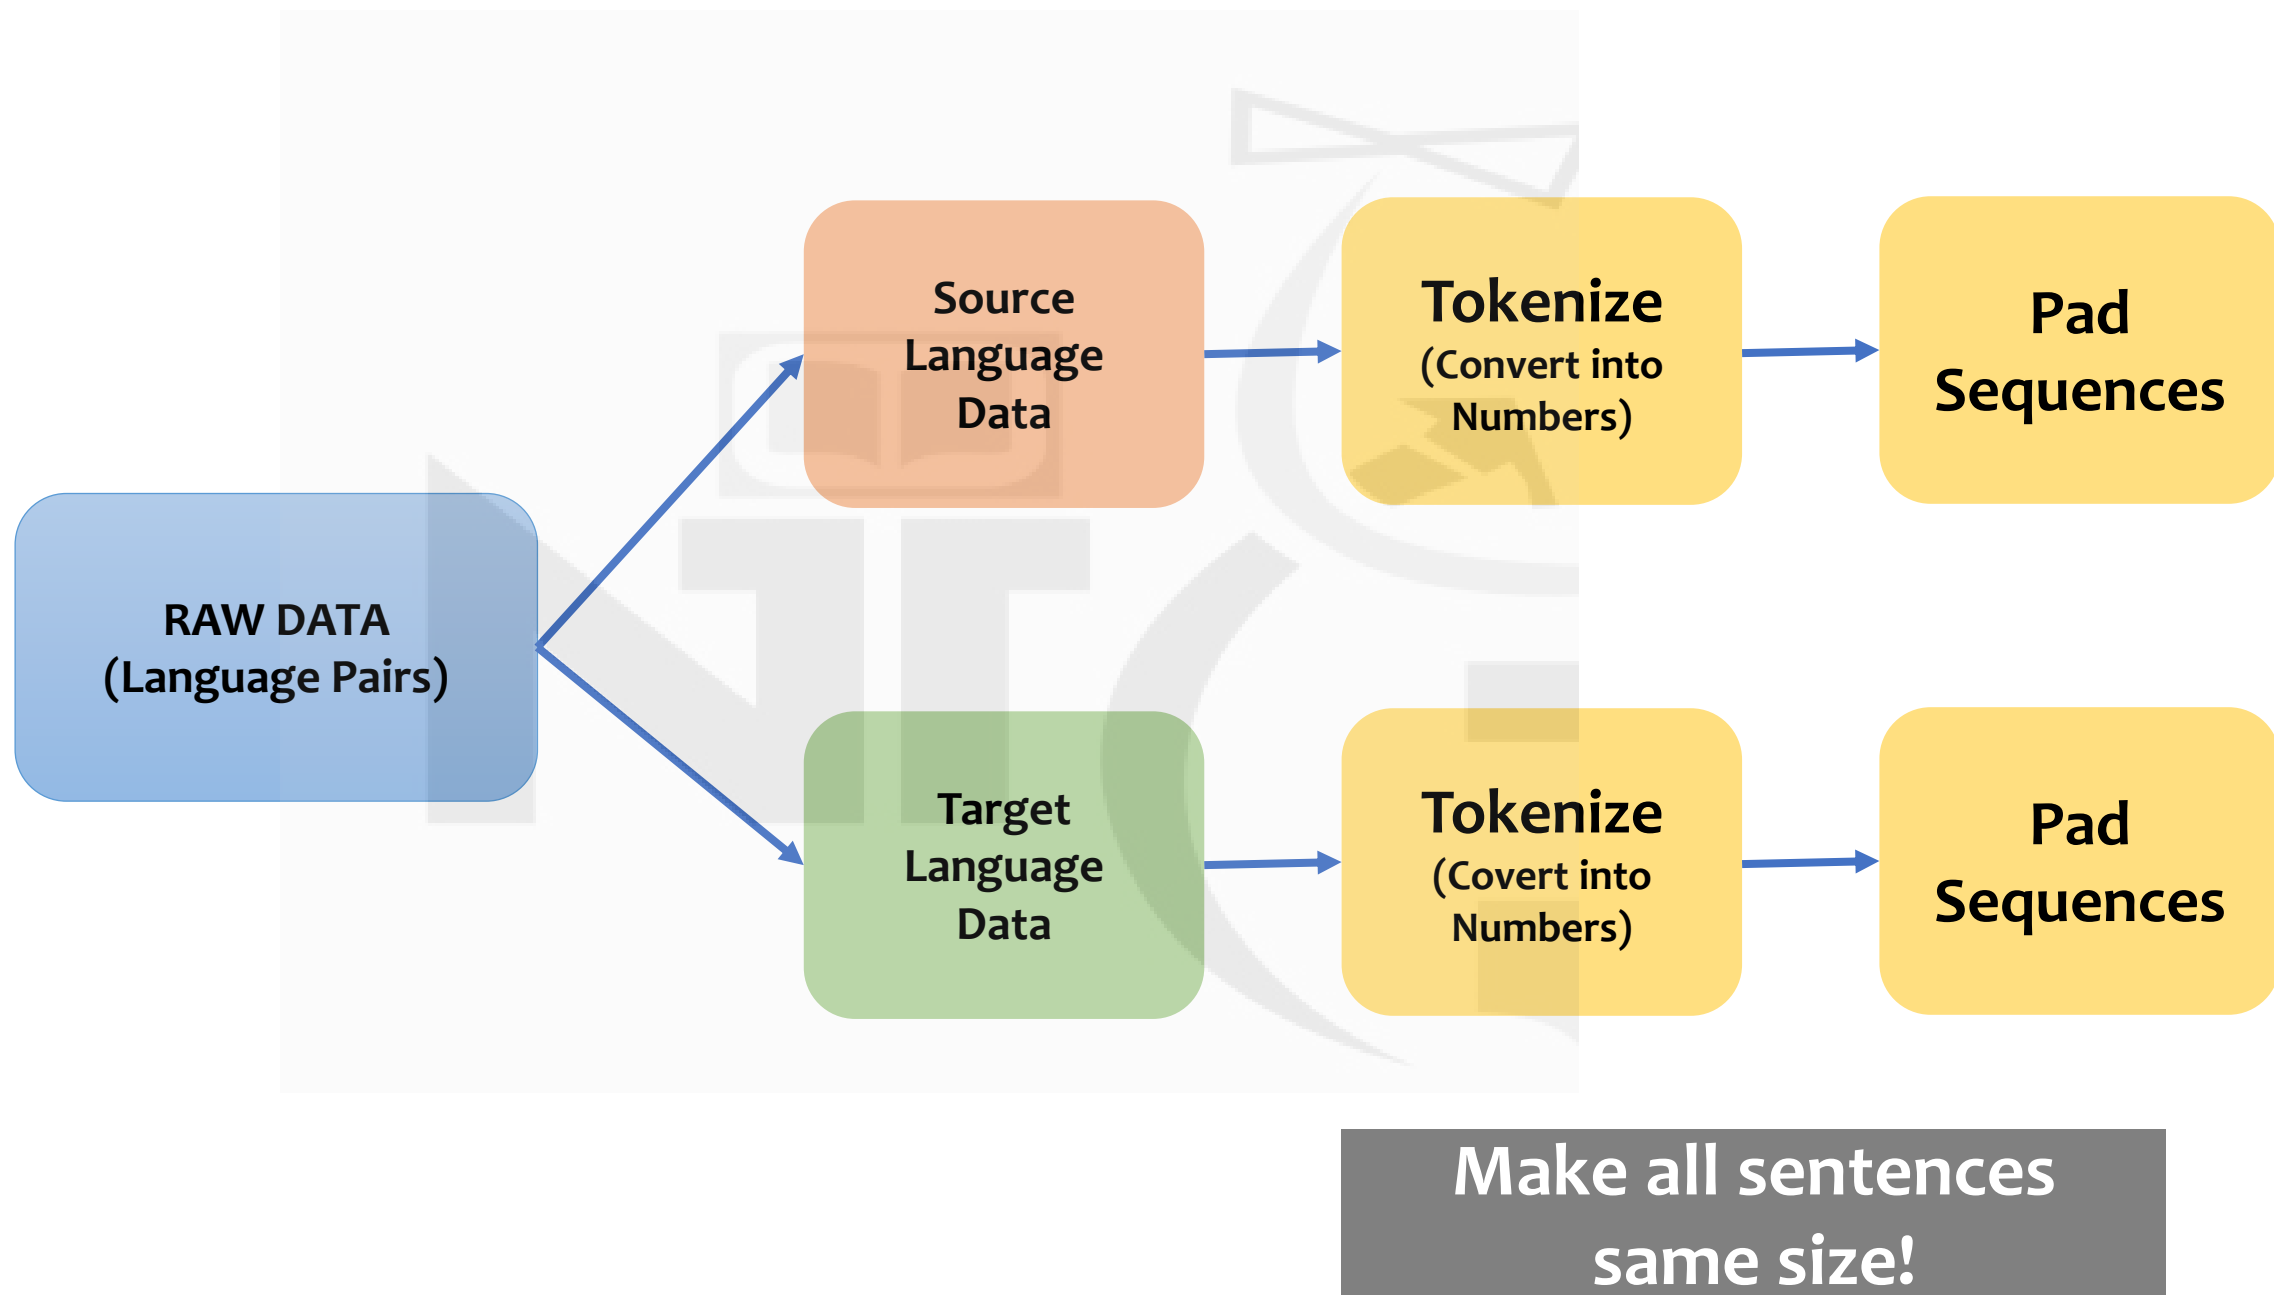 RAW DATA
(Language Pairs)
Source
Language
Data
Tokenize
(Convert into
Numbers)
Pad
Sequences
Target
Language
Data
Tokenize
(Covert into
Numbers)
Pad
Sequences
Make all sentences
same size!